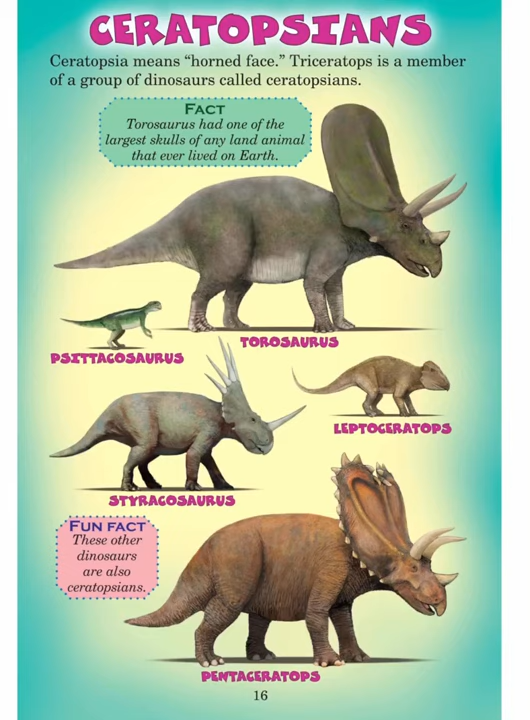 CERATOPSIANS
Ceratopsia means “horned face.” Triceratops is a member
of a group of dinosaurs called ceratopsians.
FACT
Torosaurus had one of the
largest skulls of any land animal
that ever lived on Earth.
TOROSAURUS
PSITTACOSAURUS
LEPTOCERATOPS
STYRACOSAURUS
FUN FACT
These other
dinosaurs
are also
ceratopsians.
PENTACERATOPS
16